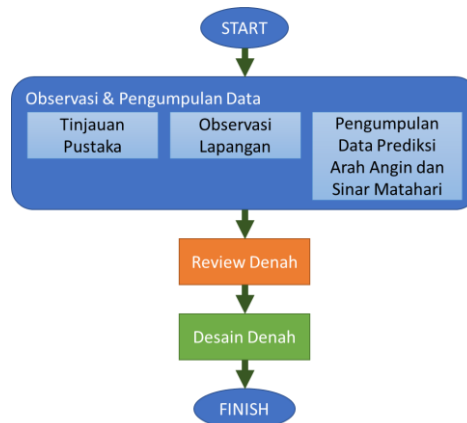 START
Observasi & Pengumpulan Data
Tinjauan
Pustaka
Observasi
Lapangan
Pengumpulan
Data Prediksi
Arah Angin dan
Sinar Matahari
Review Denah
Desain Denah
FINISH